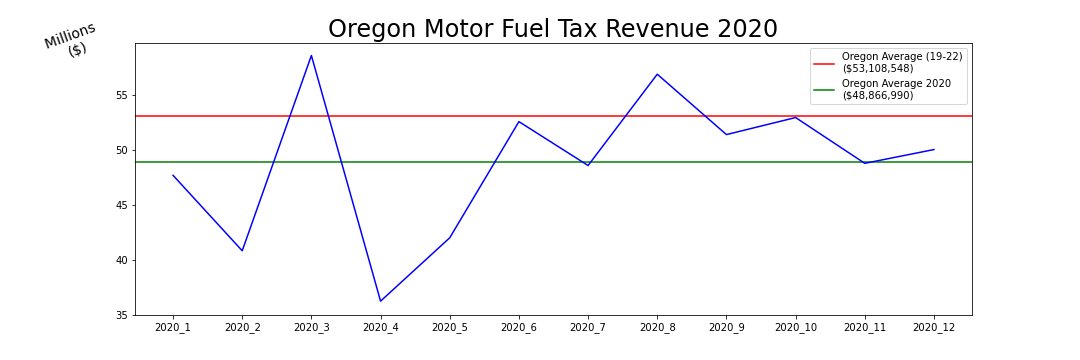 Oregon Motor Fuel Tax Revenue 2020
Millions
($)
Oregon Average (19-22)
($53,108,548)
Oregon Average 2020
($48,866,990)
55
50
45
40
35
2020_1 2020_2 2020_3 2020_4 2020_5 2020_6 2020_7 2020_8 2020_9 2020_10 2020_11 2020_12